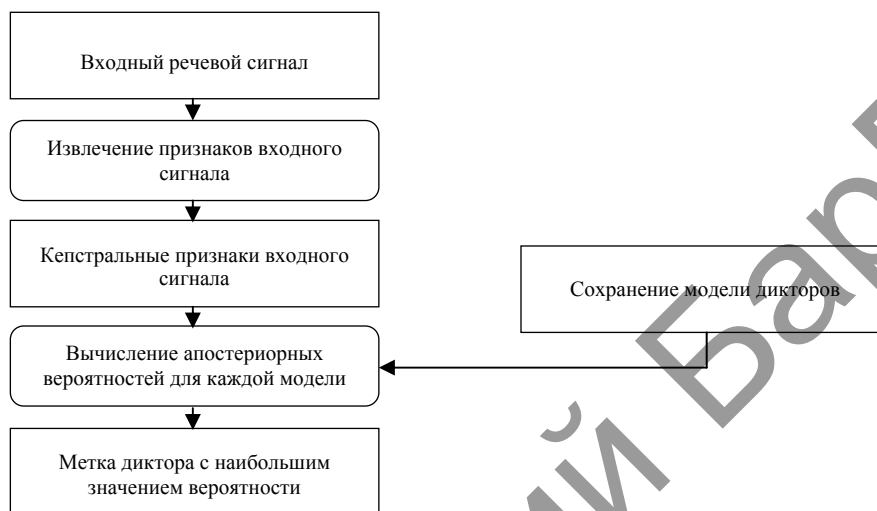 Входный речевой сигнал
Извлечение признаков входного
сигнала
Кепстральные признаки входного
сигнала
Сохранение модели дикторов
Вычисление апостериорных
вероятностей для каждой модели
Метка диктора с наибольшим
значением вероятности